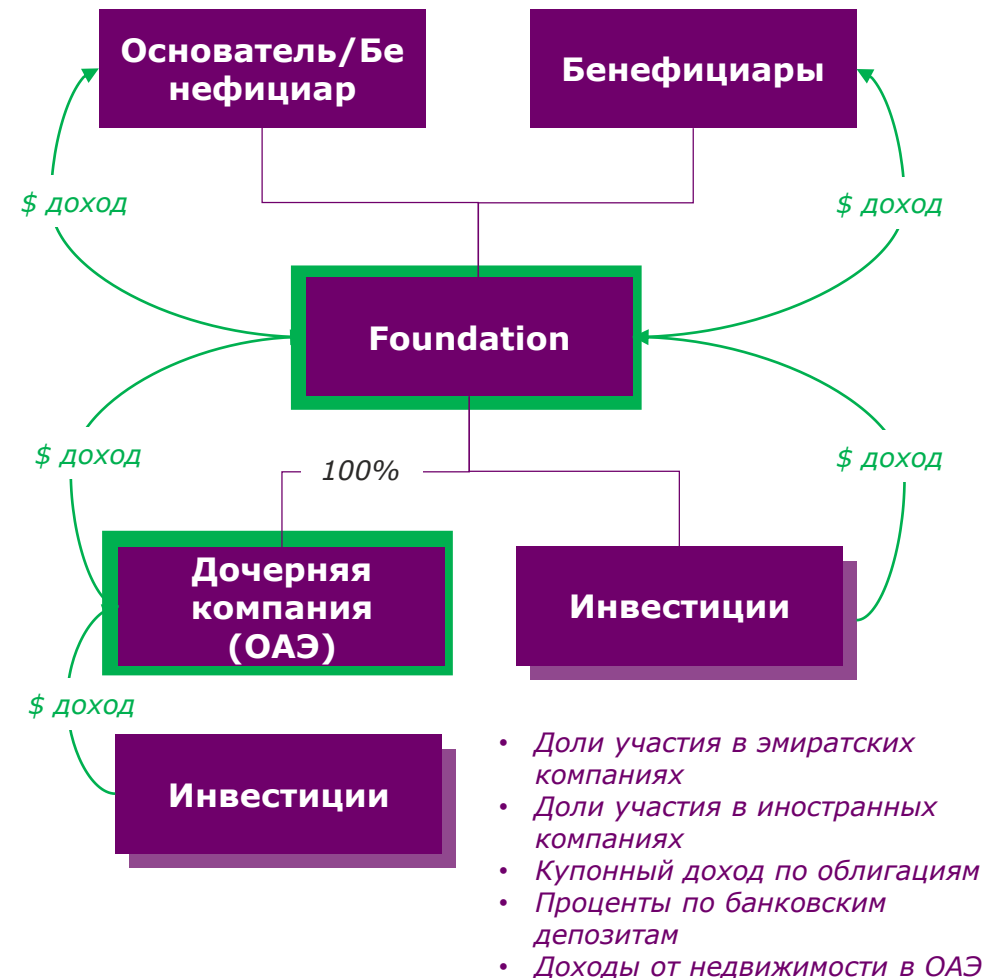 Основатель/Бе
нефициар
Бенефициары
$ доход
$ доход
Foundation
$ доход
100%
$ доход
Дочерняя
компания
(ОАЭ)
Инвестиции
$ доход
Инвестиции
• Доли участия в эмиратских
компаниях
• Доли участия в иностранных
компаниях
• Купонный доход по облигациям
• Проценты по банковским
депозитам
• Доходы от недвижимости в ОАЭ